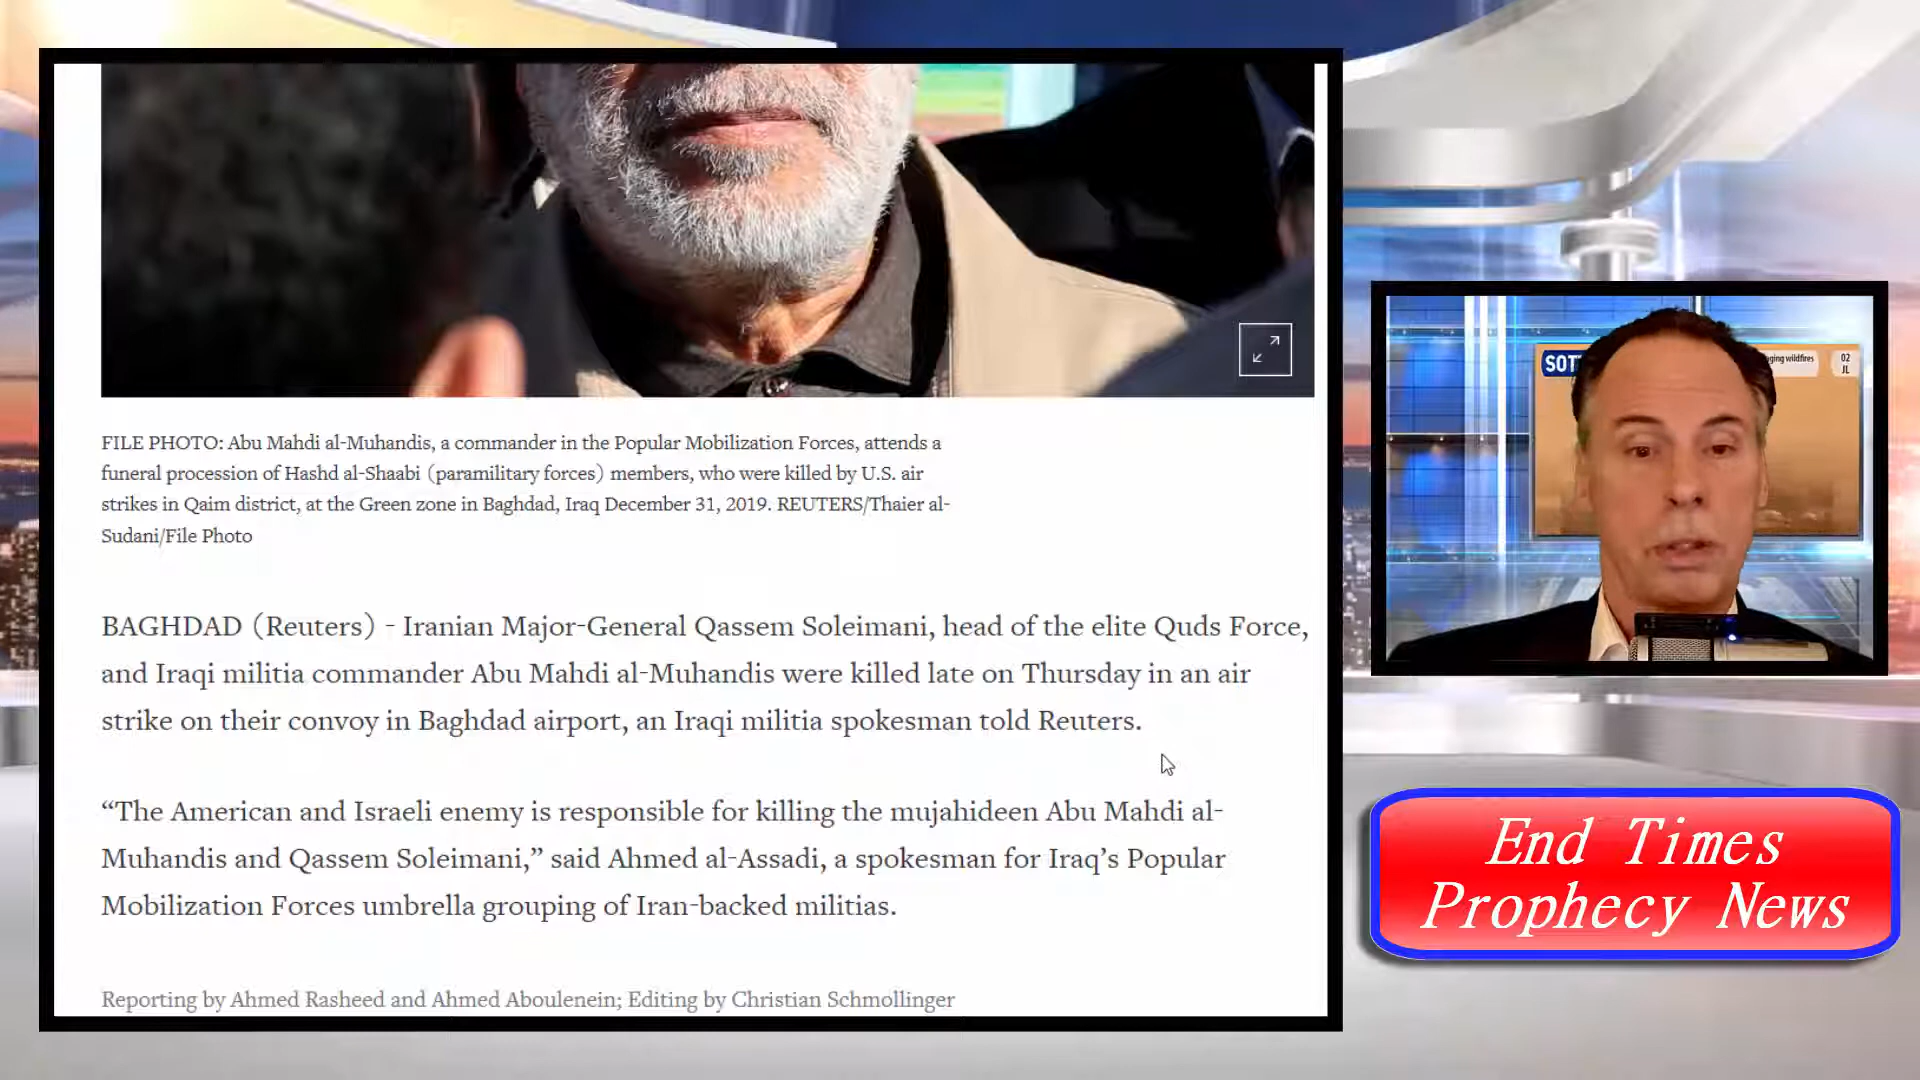 FILE PHOTO: Abu Mahdi al-Muhandis, a commander in the Popular Mobilization Forces, attends a
funeral procession of Hashd al-Shaabi (paramilitary forces) members, who were killed by U.S. air
strikes in Qaim district, at the Green zone in Baghdad, Iraq December 31, 2019. REUTERS/Thaier al-
Sudani/File Photo
BAGHDAD (Reuters) - Iranian Major-General Qassem Soleimani, head of the elite Quds Force,
and Iraqi militia commander Abu Mahdi al-Muhandis were killed late on Thursday in an air
strike on their convoy in Baghdad airport, an Iraqi militia spokesman told Reuters.
“The American and Israeli enemy is responsible for killing the mujahideen Abu Mahdi al-
Muhandis and Qassem Soleimani,” said Ahmed al-Assadi, a spokesman for Iraq’s Popular
Mobilization Forces umbrella grouping of Iran-backed militias.
Reporting by Ahmed Rasheed and Ahmed Aboulenein; Editing by Christian Schmollinger
SOT
wildfires
02
JL
End Times
Prophecy News